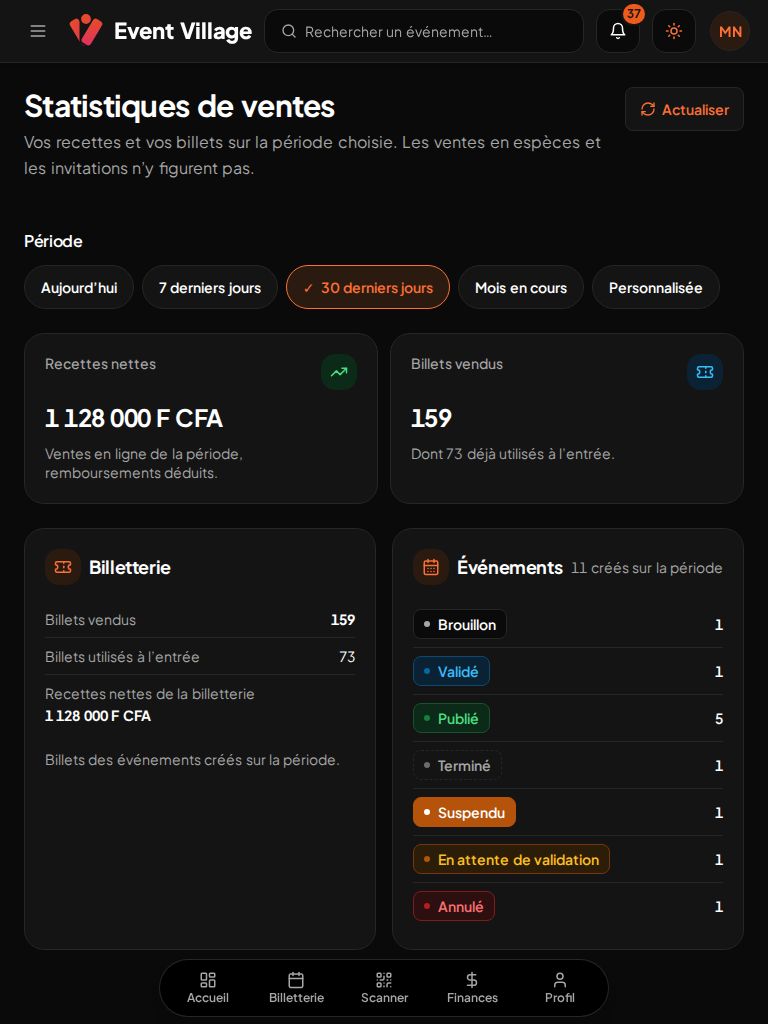 Event Village
Rechercher un événement…
37
MN
Statistiques de ventes
Actualiser
Vos recettes et vos billets sur la période choisie. Les ventes en espèces et
les invitations n’y figurent pas.
Période
Aujourd’hui
7 derniers jours
✓ 30 derniers jours
Mois en cours
Personnalisée
Recettes nettes
1 128 000 F CFA
Ventes en ligne de la période,
remboursements déduits.
Billets vendus
159
Dont 73 déjà utilisés à l’entrée.
Billetterie
Billets vendus 159
Billets utilisés à l’entrée 73
Recettes nettes de la billetterie
1 128 000 F CFA
Billets des événements créés sur la période.
Événements 11 créés sur la période
Brouillon 1
Validé 1
Publié 5
Terminé 1
Suspendu 1
En attente de validation 1
Annulé 1
Accueil
Billetterie
Scanner
Finances
Profil